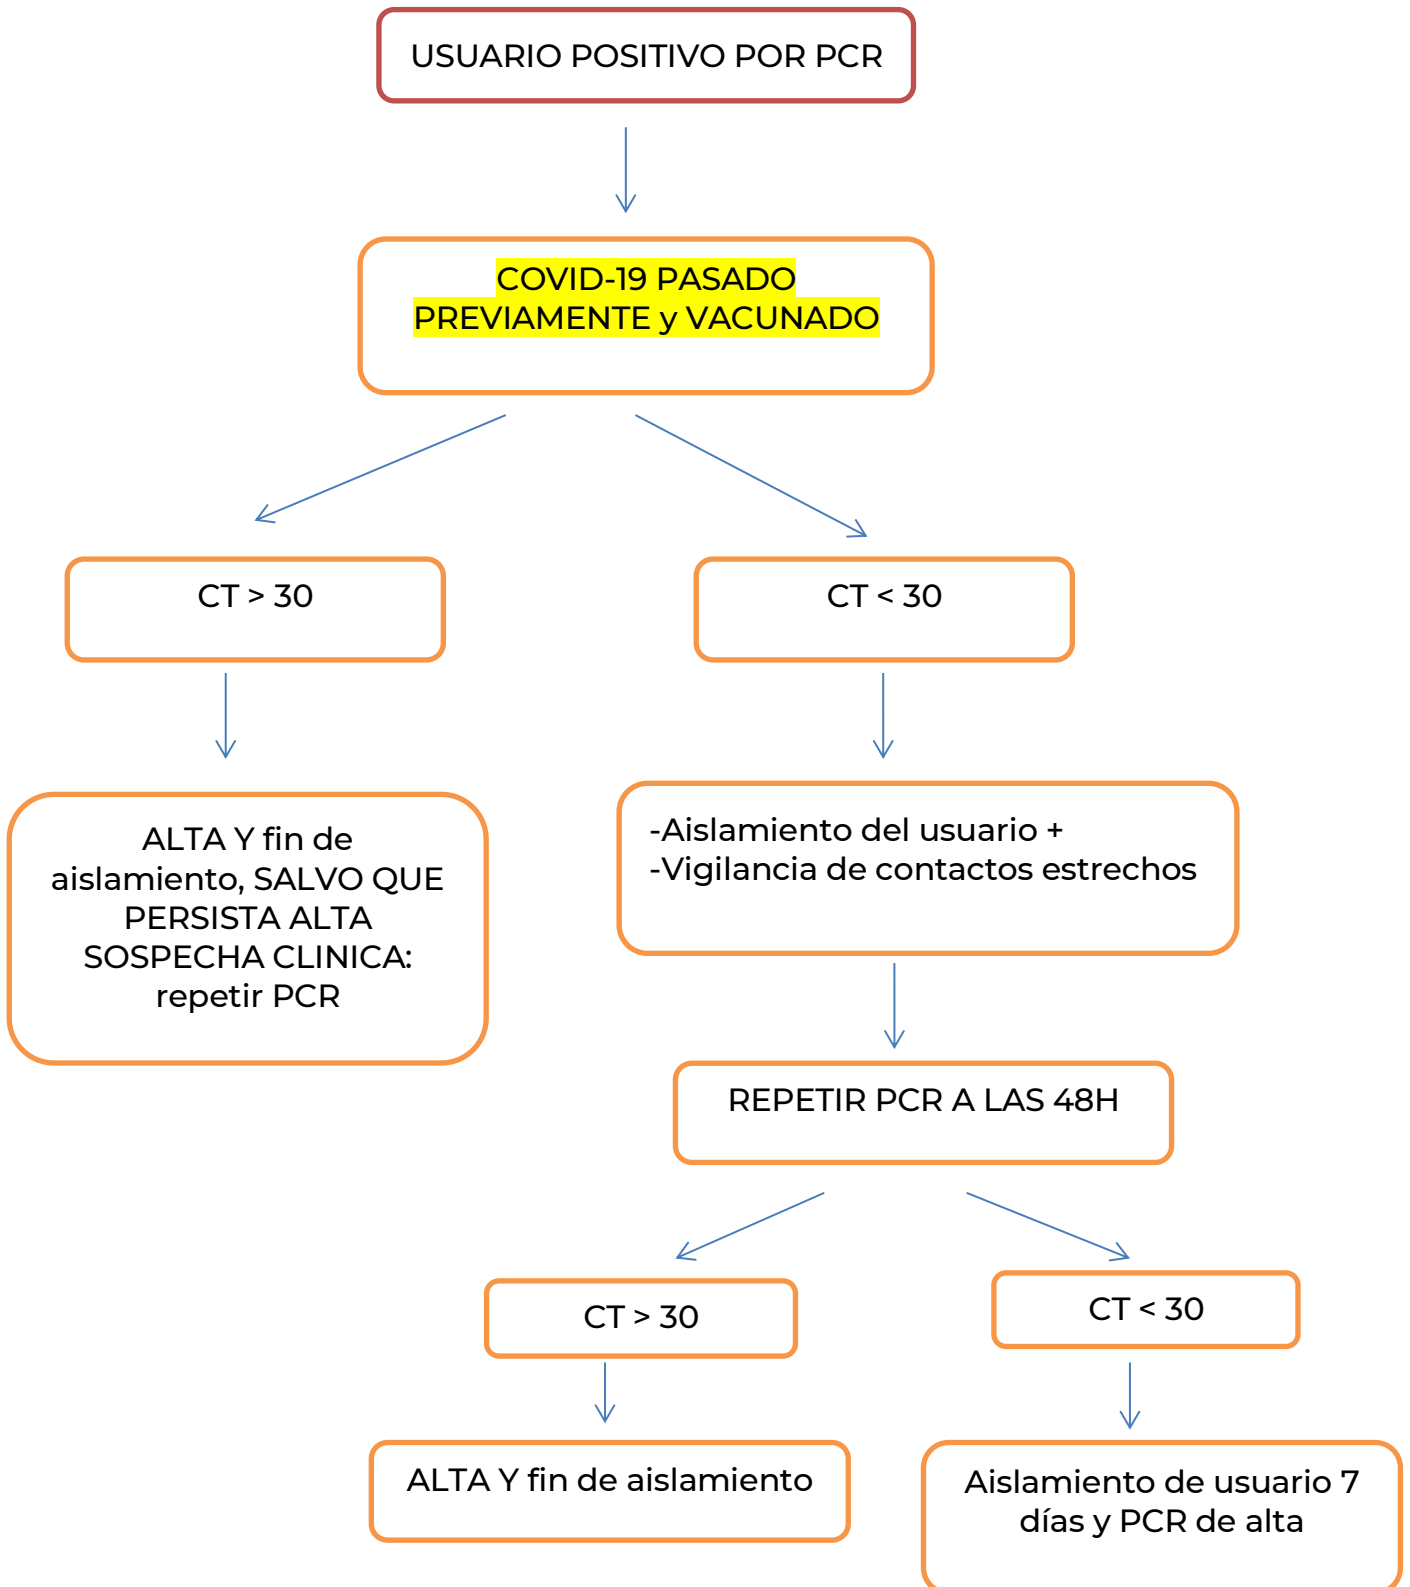 USUARIO POSITIVO POR PCR
COVID-19 PASADO
PREVIAMENTE y VACUNADO
CT > 30
CT < 30
ALTA Y fin de
aislamiento, SALVO QUE
PERSISTA ALTA
SOSPECHA CLINICA:
repetir PCR
-Aislamiento del usuario +
-Vigilancia de contactos estrechos
REPETIR PCR A LAS 48H
CT > 30
CT < 30
ALTA Y fin de aislamiento
Aislamiento de usuario 7
días y PCR de alta